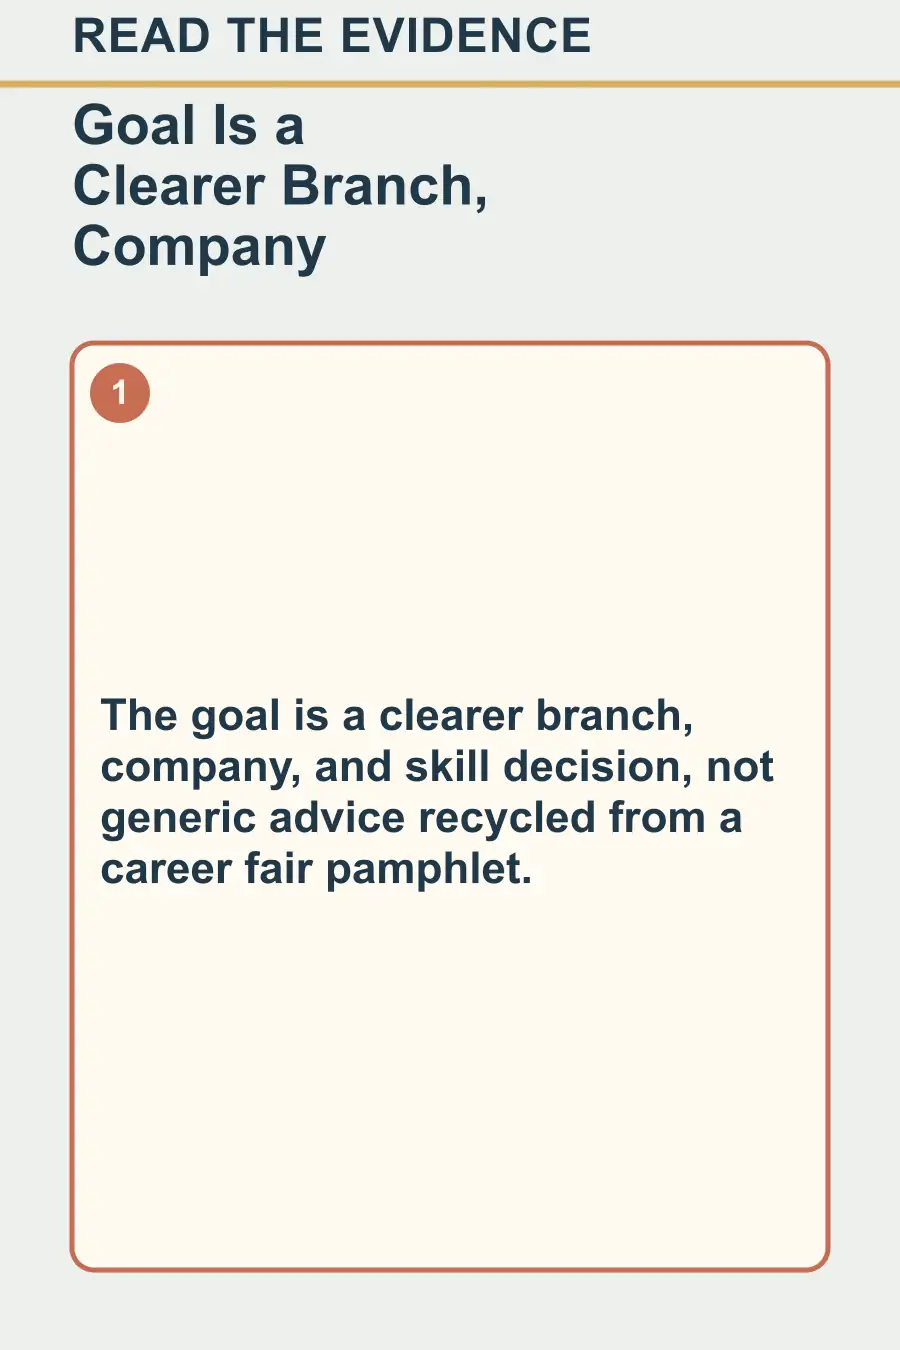 READ THE EVIDENCE
Goal Is a
Clearer Branch,
Company
1
The goal is a clearer branch,
company, and skill decision, not
generic advice recycled from a
career fair pamphlet.